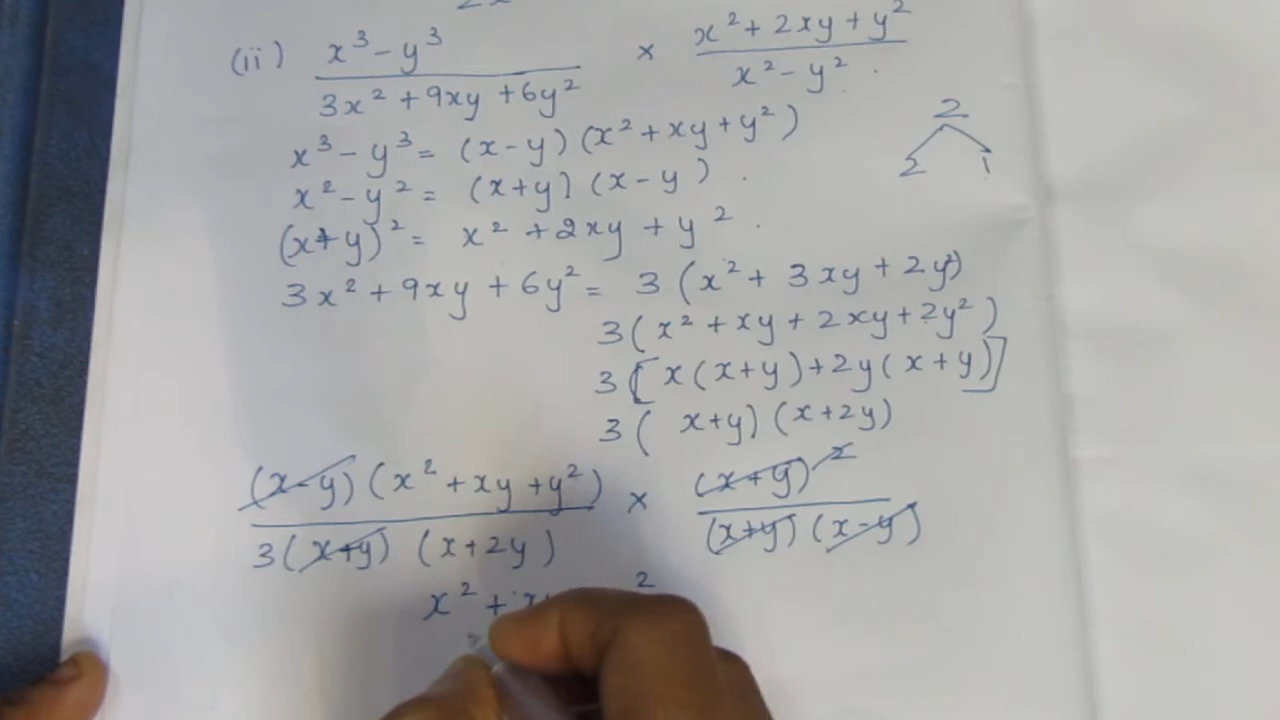 (ii) x³ - y³ / 3x² + 9xy + 6y² × x² + 2xy + y² / x² - y² .
2
2 1
x³ - y³ = (x - y) (x² + xy + y²)
x² - y² = (x + y) (x - y) .
(x + y)² = x² + 2xy + y² .
3x² + 9xy + 6y² = 3 (x² + 3xy + 2y²)
3 (x² + xy + 2xy + 2y²)
3 [x (x + y) + 2y (x + y)]
3 ( x + y) (x + 2y)
(x - y) (x² + xy + y²) / 3 (x + y) (x + 2y) × (x + y)² / (x + y) (x - y)
x² + 2